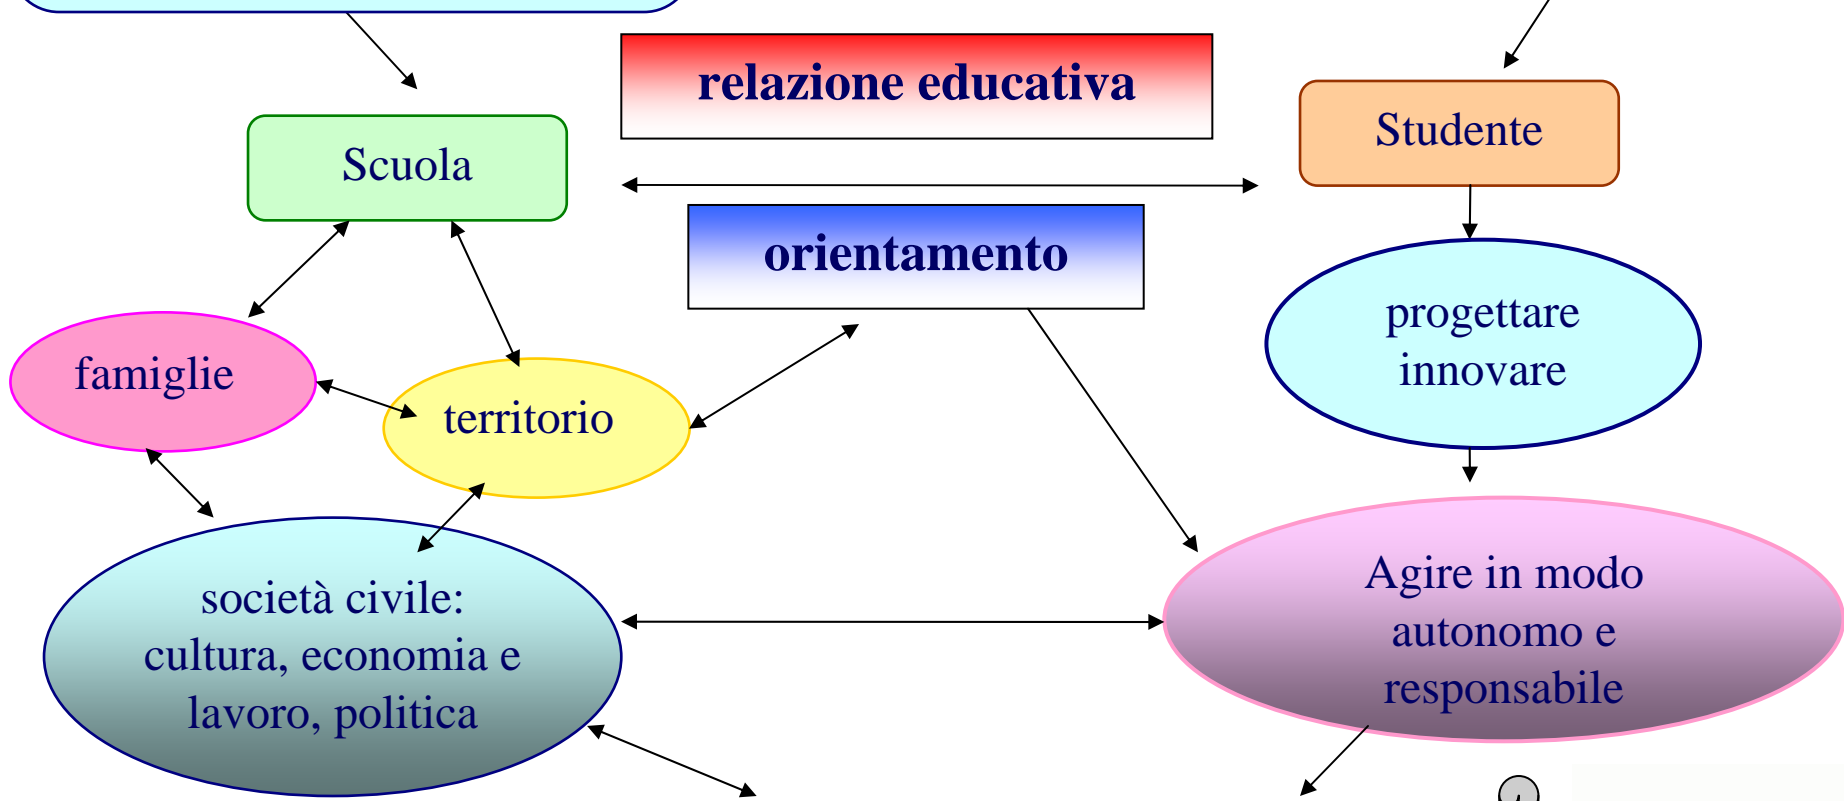 relazione educativa
Studente
Scuola
orientamento
progettare
innovare
famiglie
territorio
società civile:
cultura, economia e
lavoro, politica
Agire in modo
autonomo e
responsabile